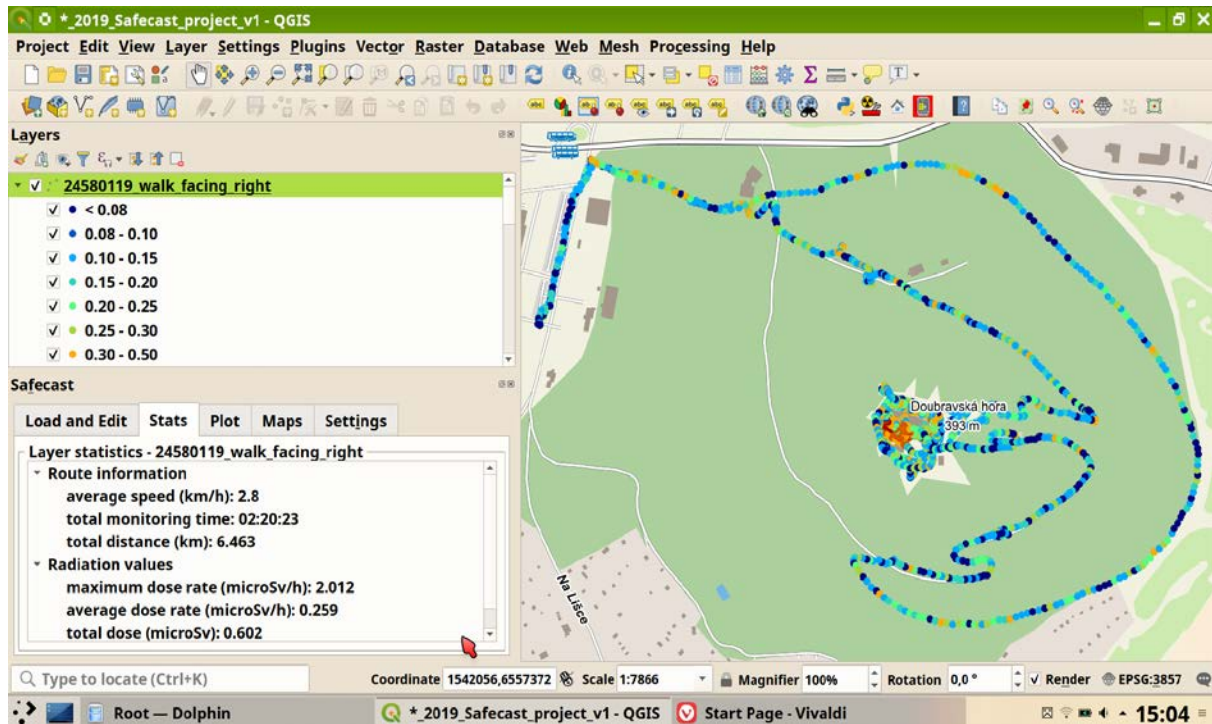 *_2019_Safecast_project_v1 - QGIS
Project Edit View Layer Settings Plugins Vector Raster Database Web Mesh Processing Help
Layers
24580119_walk_facing_right
< 0.08
0.08 - 0.10
0.10 - 0.15
0.15 - 0.20
0.20 - 0.25
0.25 - 0.30
0.30 - 0.50
Safecast
Load and Edit Stats Plot Maps Settings
Layer statistics - 24580119_walk_facing_right
Route information
average speed (km/h): 2.8
total monitoring time: 02:20:23
total distance (km): 6.463
Radiation values
maximum dose rate (microSv/h): 2.012
average dose rate (microSv/h): 0.259
total dose (microSv): 0.602
Doubravská hora
393 m
Na Lišce
Type to locate (Ctrl+K) Coordinate 1542056,6557372 Scale 1:7866 Magnifier 100% Rotation 0,0 ° Render EPSG:3857
Root — Dolphin *_2019_Safecast_project_v1 - QGIS Start Page - Vivaldi 15:04